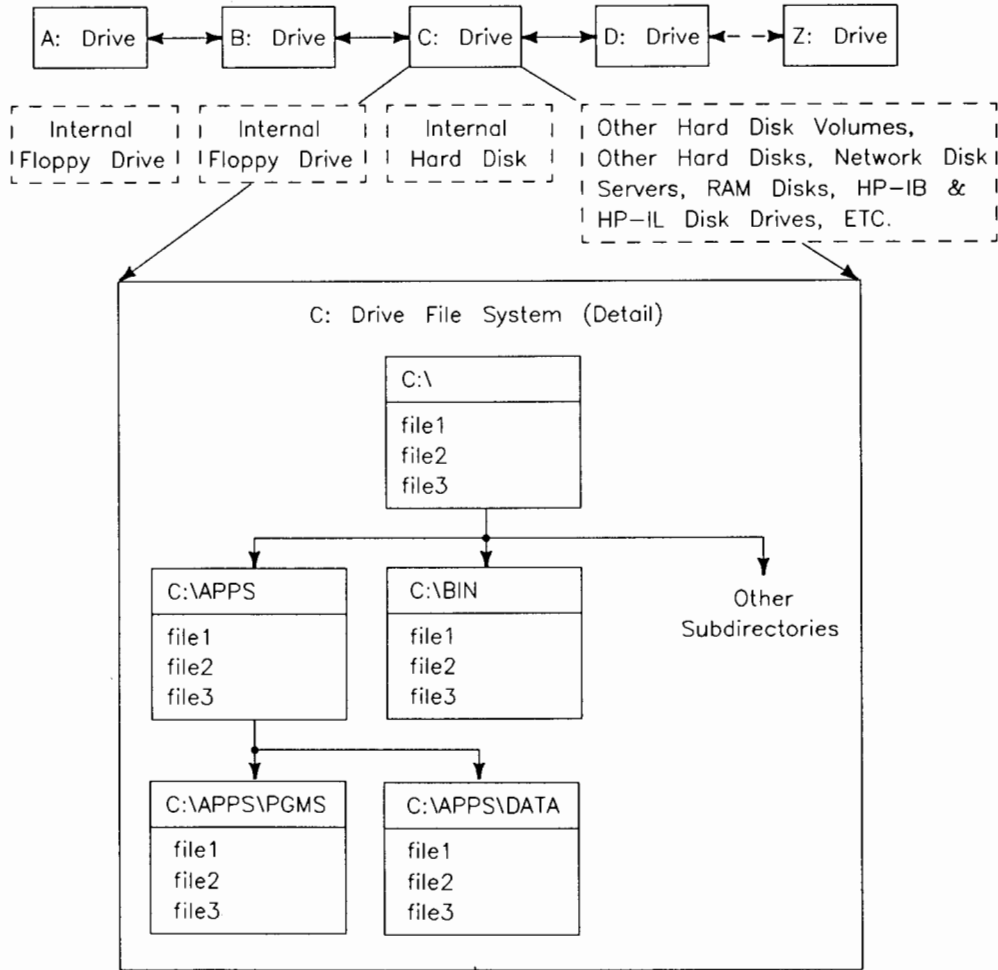 A: Drive
B: Drive
C: Drive
D: Drive
Z: Drive
Internal
Floppy Drive
Internal
Floppy Drive
Internal
Hard Disk
Other Hard Disk Volumes,
Other Hard Disks, Network Disk
Servers, RAM Disks, HP-IB &
HP-IL Disk Drives, ETC.
C: Drive File System (Detail)
C:\
file1
file2
file3
C:\APPS
file1
file2
file3
C:\BIN
file1
file2
file3
Other
Subdirectories
C:\APPS\PGMS
file1
file2
file3
C:\APPS\DATA
file1
file2
file3